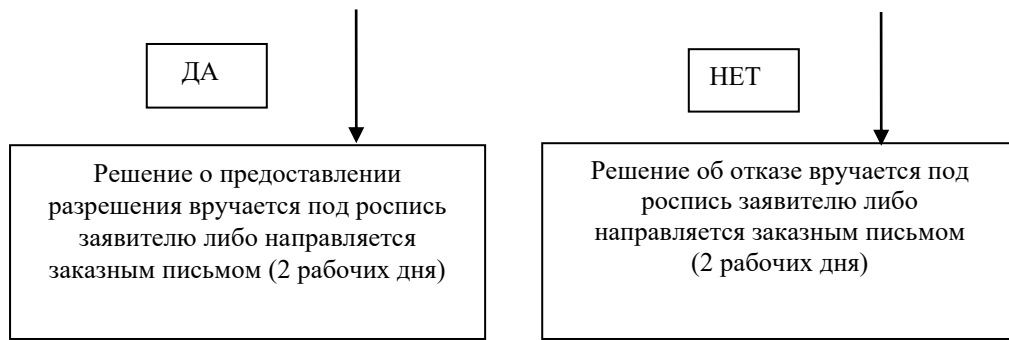 ДА
НЕТ
Решение о предоставлении
разрешения вручается под роспись
заявителю либо направляется
заказным письмом (2 рабочих дня)
Решение об отказе вручается под
роспись заявителю либо
направляется заказным письмом
(2 рабочих дня)